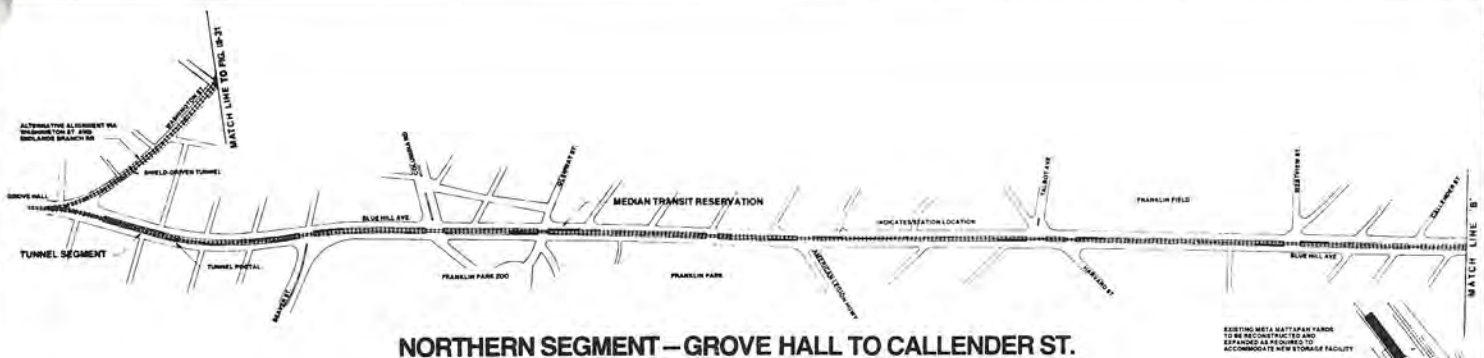 MATCH LINE TO FIG. III-31
WASHINGTON ST.
ALTERNATIVE ALIGNMENT VIA
WASHINGTON ST. AND
MIDLANDS BRANCH RR
SHIELD-DRIVEN TUNNEL
GROVE HALL
TUNNEL SEGMENT
TUNNEL PORTAL
BLUE HILL AVE.
COLUMBIA RD.
GLENWAY ST.
MEDIAN TRANSIT RESERVATION
INDICATES STATION LOCATION
TALBOT AVE.
FRANKLIN FIELD
WESTVIEW ST.
CALLENDER ST.
MATCH LINE 'B'
BEAVER ST.
FRANKLIN PARK ZOO
FRANKLIN PARK
AMERICAN LEGION HWY
HARVARD ST.
BLUE HILL AVE.
NORTHERN SEGMENT – GROVE HALL TO CALLENDER ST.
EXISTING MBTA MATTAPAN YARDS
TO BE RECONSTRUCTED AND
EXPANDED AS REQUIRED TO
ACCOMMODATE NEW STORAGE FACILITY